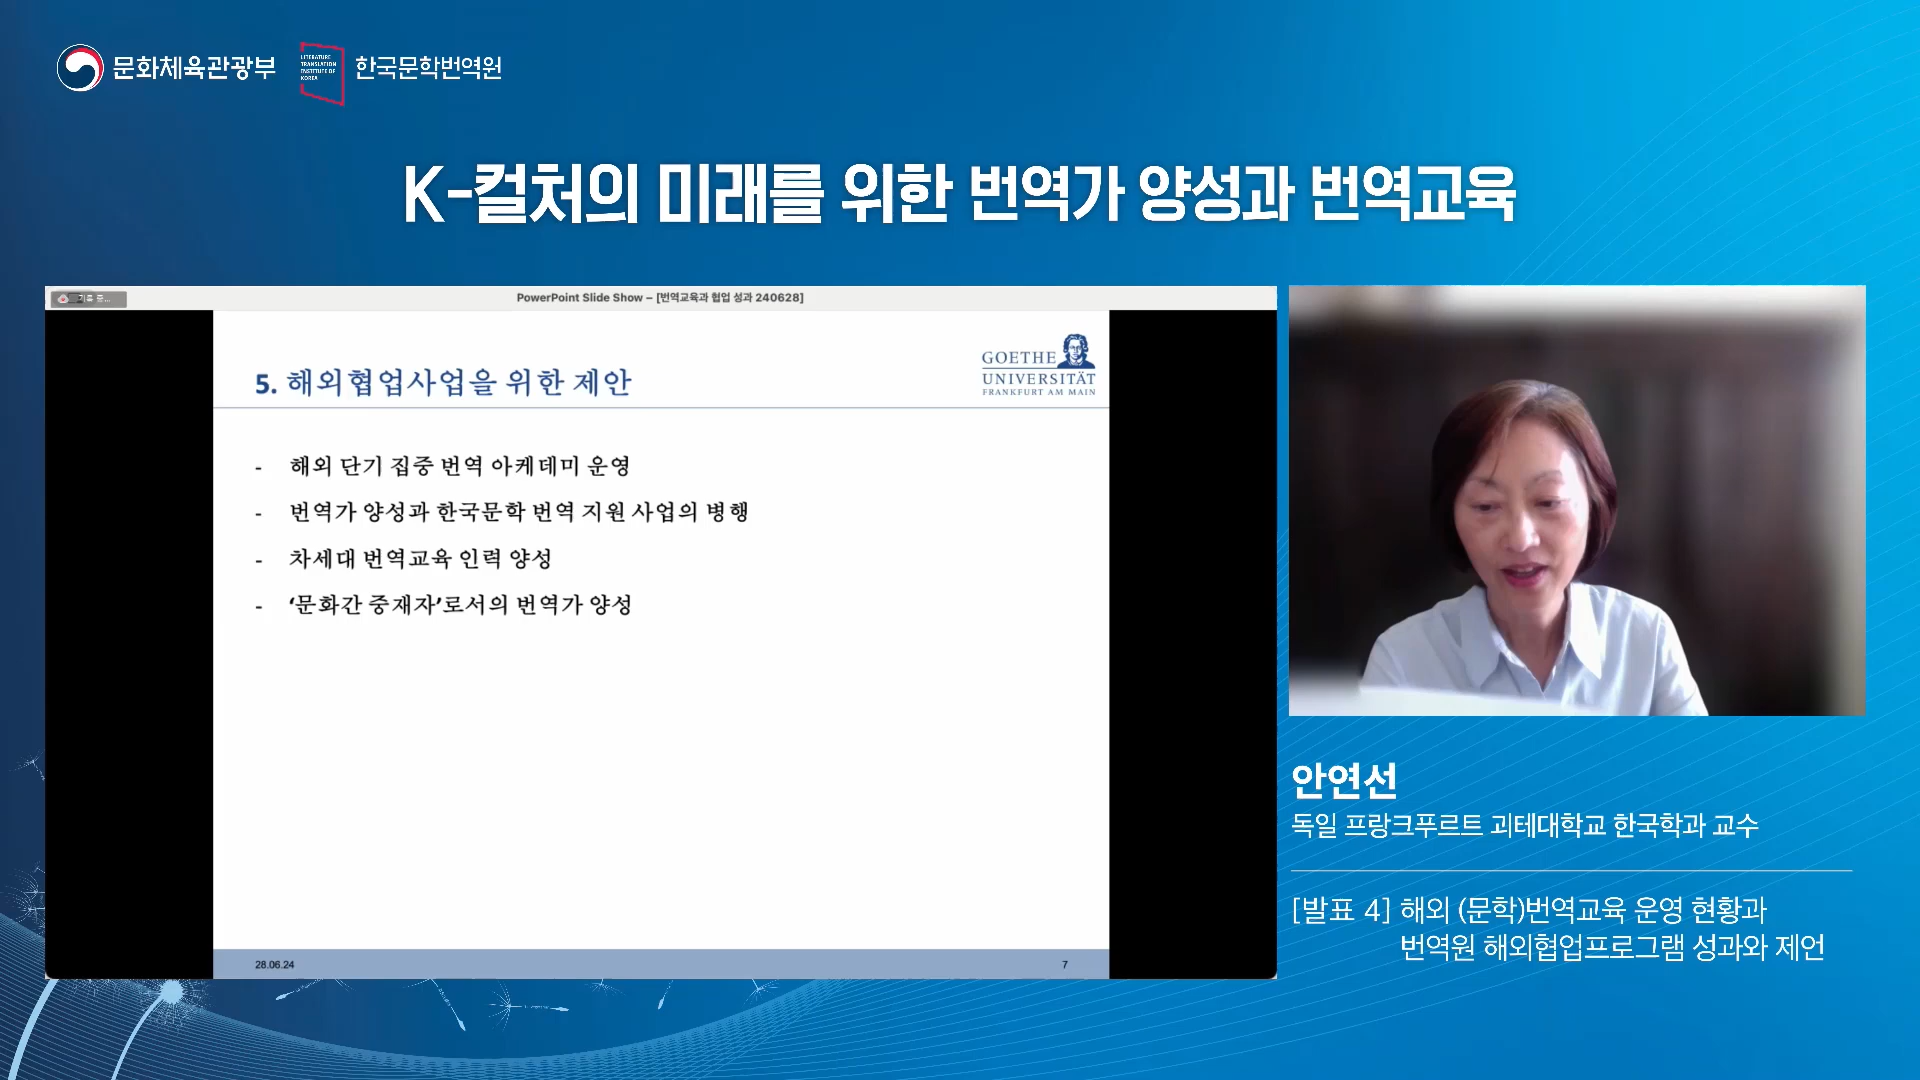 문화체육관광부
LITERATURE
TRANSLATION
INSTITUTE OF
KOREA
한국문학번역원
K-컬처의 미래를 위한 번역가 양성과 번역교육
PowerPoint Slide Show – [번역교육과 협업 성과 240628]
5. 해외협업사업을 위한 제안
GOETHE
UNIVERSITÄT
FRANKFURT AM MAIN
- 해외 단기 집중 번역 아케데미 운영
- 번역가 양성과 한국문학 번역 지원 사업의 병행
- 차세대 번역교육 인력 양성
- ‘문화간 중재자’로서의 번역가 양성
28.06.24
7
안연선
독일 프랑크푸르트 괴테대학교 한국학과 교수
[발표 4] 해외 (문학)번역교육 운영 현황과
번역원 해외협업프로그램 성과와 제언